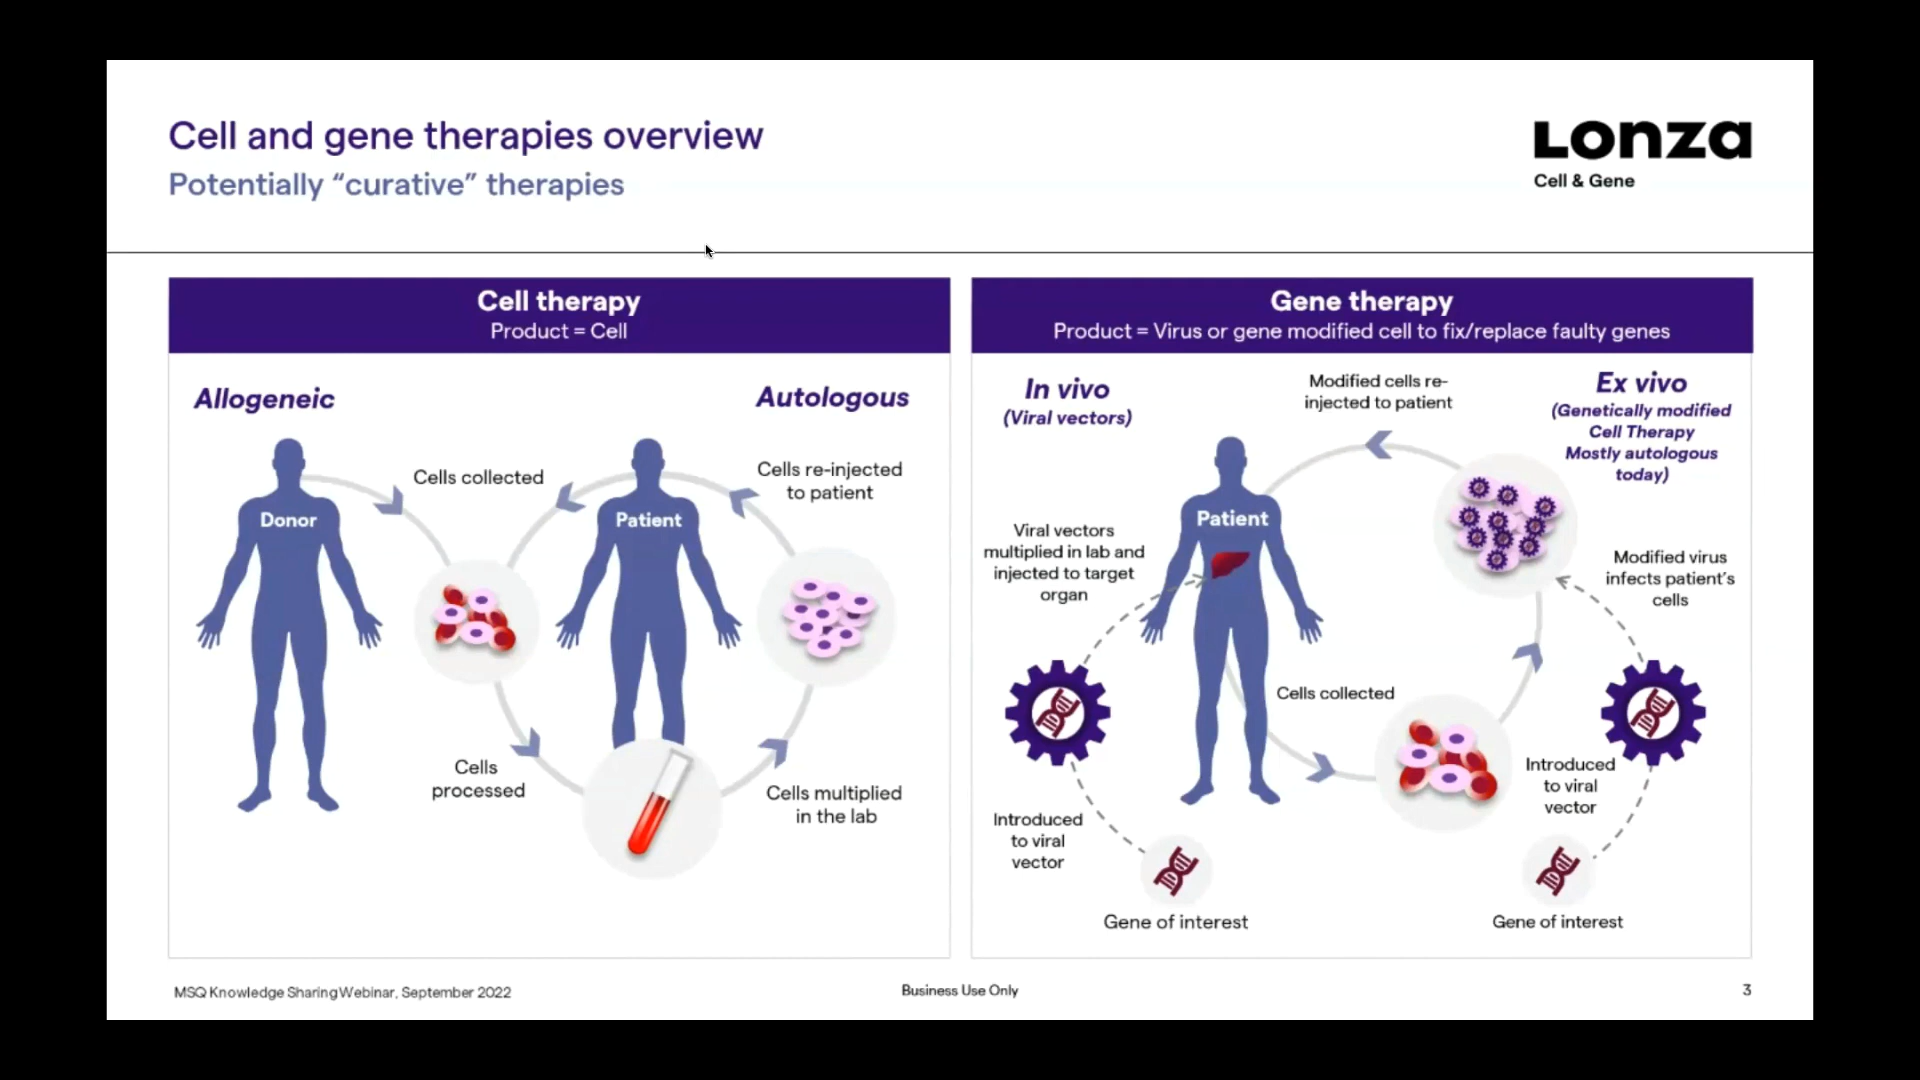 Cell and gene therapies overview
Potentially “curative” therapies
Lonza
Cell & Gene
Cell therapy
Product = Cell
Allogeneic
Autologous
Donor
Cells collected
Patient
Cells re-injected
to patient
Cells
processed
Cells multiplied
in the lab
Gene therapy
Product = Virus or gene modified cell to fix/replace faulty genes
In vivo
(Viral vectors)
Modified cells re-
injected to patient
Ex vivo
(Genetically modified
Cell Therapy
Mostly autologous
today)
Patient
Viral vectors
multiplied in lab and
injected to target
organ
Modified virus
infects patient’s
cells
Cells collected
Introduced
to viral
vector
Introduced
to viral
vector
Gene of interest
Gene of interest
MSQ Knowledge Sharing Webinar, September 2022
Business Use Only
3